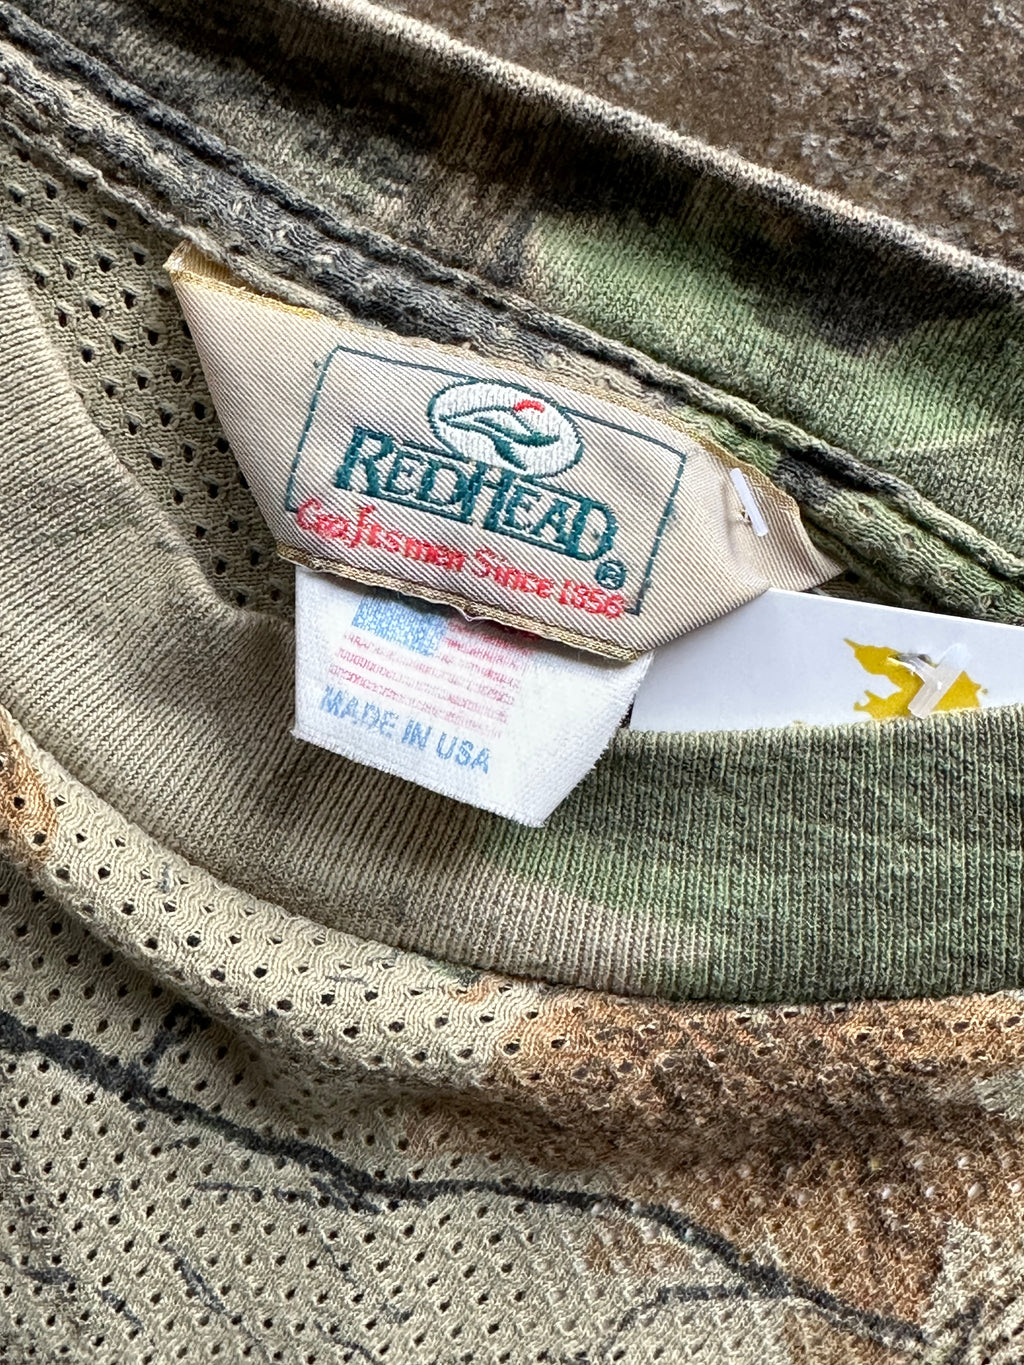 REDHEAD®
Craftsmen Since 1856
MADE IN USA